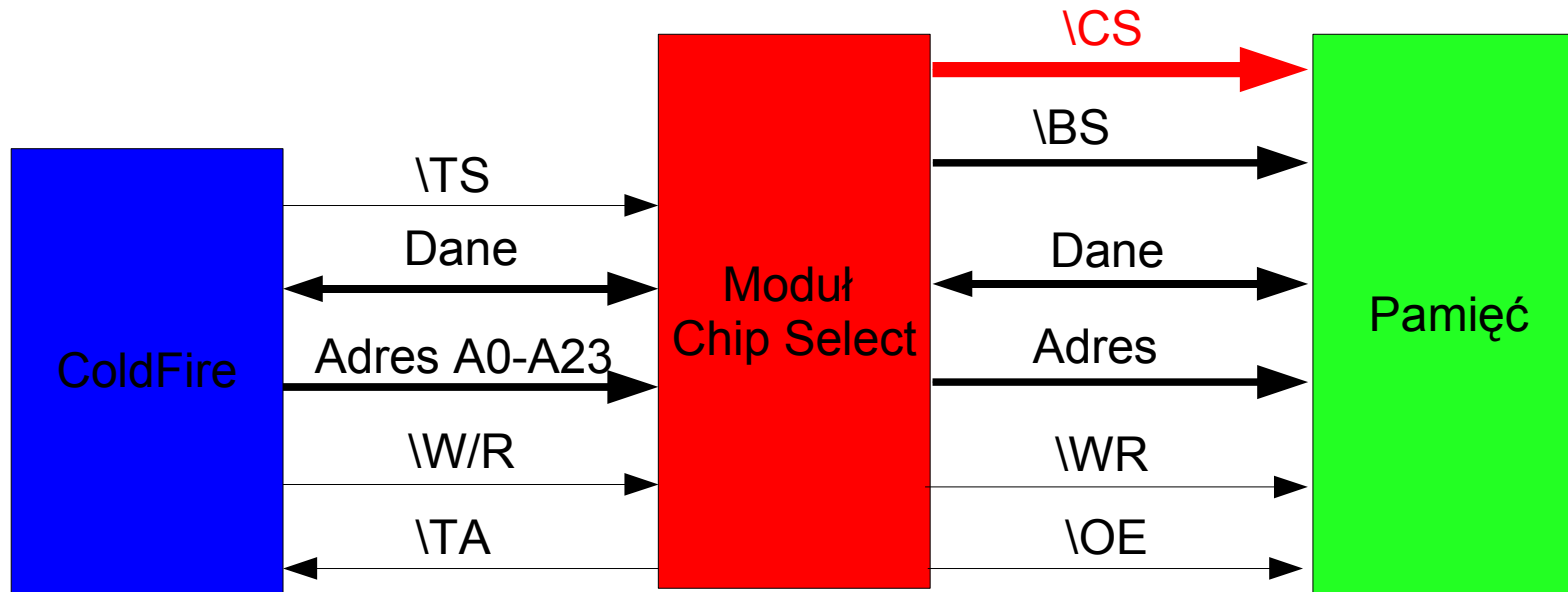 \CS
\BS
\TS
Dane
Dane
Moduł
Chip Select
Pamięć
ColdFire
Adres A0-A23
Adres
\W/R
\WR
\TA
\OE